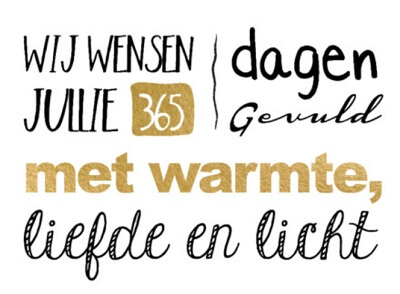 WIJ WENSEN
JULLIE 365
dagen
Gevuld
met warmte,
liefde en licht